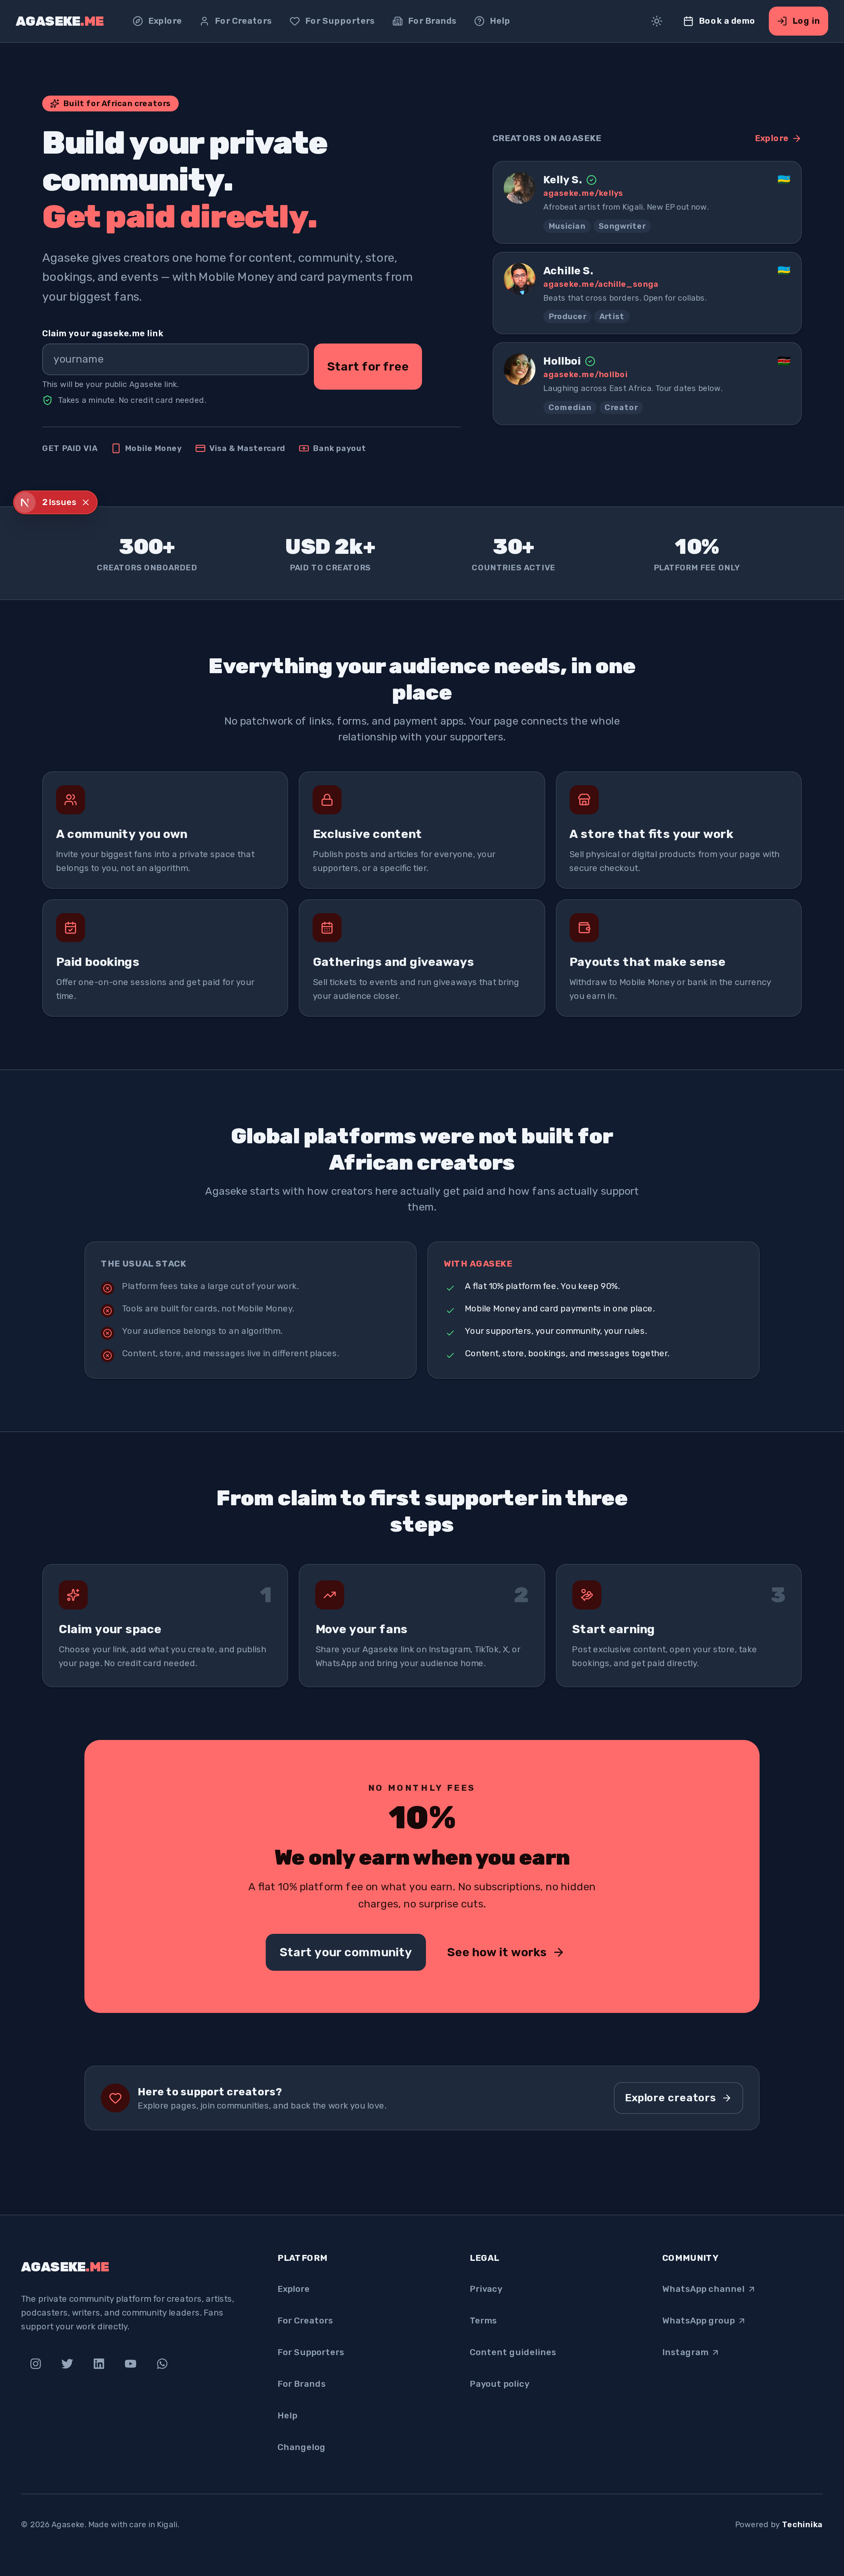 AGASEKE.ME
Explore
For Creators
For Supporters
For Brands
Help
Book a demo
Log in
Built for African creators
Build your private
community.
Get paid directly.
Agaseke gives creators one home for content, community, store,
bookings, and events — with Mobile Money and card payments from
your biggest fans.
Claim your agaseke.me link
yourname
Start for free
This will be your public Agaseke link.
Takes a minute. No credit card needed.
GET PAID VIA
Mobile Money
Visa & Mastercard
Bank payout
CREATORS ON AGASEKE
Explore
Kelly S.
agaseke.me/kellys
Afrobeat artist from Kigali. New EP out now.
Musician
Songwriter
Achille S.
agaseke.me/achille_songa
Beats that cross borders. Open for collabs.
Producer
Artist
Hollboi
agaseke.me/hollboi
Laughing across East Africa. Tour dates below.
Comedian
Creator
N
2 Issues
300+
CREATORS ONBOARDED
USD 2k+
PAID TO CREATORS
30+
COUNTRIES ACTIVE
10%
PLATFORM FEE ONLY
Everything your audience needs, in one
place
No patchwork of links, forms, and payment apps. Your page connects the whole
relationship with your supporters.
A community you own
Invite your biggest fans into a private space that
belongs to you, not an algorithm.
Exclusive content
Publish posts and articles for everyone, your
supporters, or a specific tier.
A store that fits your work
Sell physical or digital products from your page with
secure checkout.
Paid bookings
Offer one-on-one sessions and get paid for your
time.
Gatherings and giveaways
Sell tickets to events and run giveaways that bring
your audience closer.
Payouts that make sense
Withdraw to Mobile Money or bank in the currency
you earn in.
Global platforms were not built for
African creators
Agaseke starts with how creators here actually get paid and how fans actually support
them.
THE USUAL STACK
Platform fees take a large cut of your work.
Tools are built for cards, not Mobile Money.
Your audience belongs to an algorithm.
Content, store, and messages live in different places.
WITH AGASEKE
A flat 10% platform fee. You keep 90%.
Mobile Money and card payments in one place.
Your supporters, your community, your rules.
Content, store, bookings, and messages together.
From claim to first supporter in three
steps
1
Claim your space
Choose your link, add what you create, and publish
your page. No credit card needed.
2
Move your fans
Share your Agaseke link on Instagram, TikTok, X, or
WhatsApp and bring your audience home.
3
Start earning
Post exclusive content, open your store, take
bookings, and get paid directly.
NO MONTHLY FEES
10%
We only earn when you earn
A flat 10% platform fee on what you earn. No subscriptions, no hidden
charges, no surprise cuts.
Start your community
See how it works
Here to support creators?
Explore pages, join communities, and back the work you love.
Explore creators
AGASEKE.ME
The private community platform for creators, artists,
podcasters, writers, and community leaders. Fans
support your work directly.
PLATFORM
Explore
For Creators
For Supporters
For Brands
Help
Changelog
LEGAL
Privacy
Terms
Content guidelines
Payout policy
COMMUNITY
WhatsApp channel
WhatsApp group
Instagram
© 2026 Agaseke. Made with care in Kigali.
Powered by Techinika